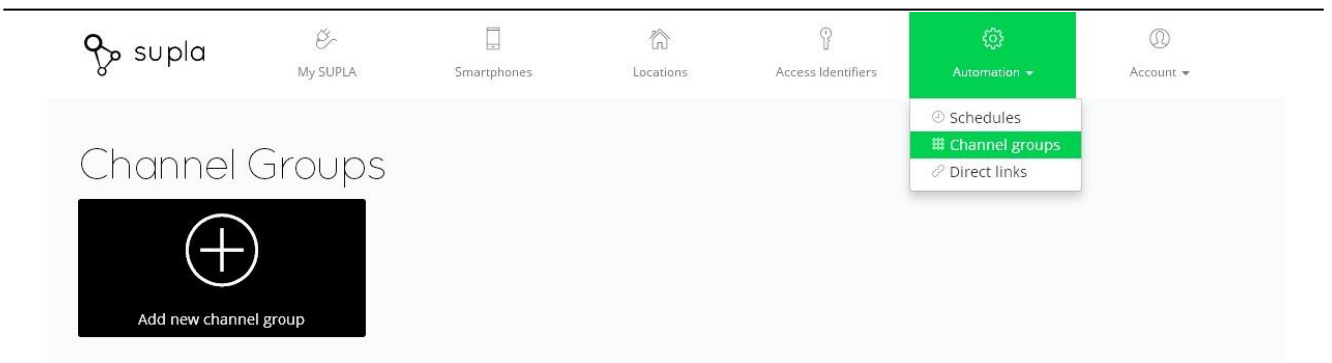 supla
My SUPLA
Smartphones
Locations
Access Identifiers
Automation
Account
Schedules
Channel groups
Direct links
Channel Groups
Add new channel group